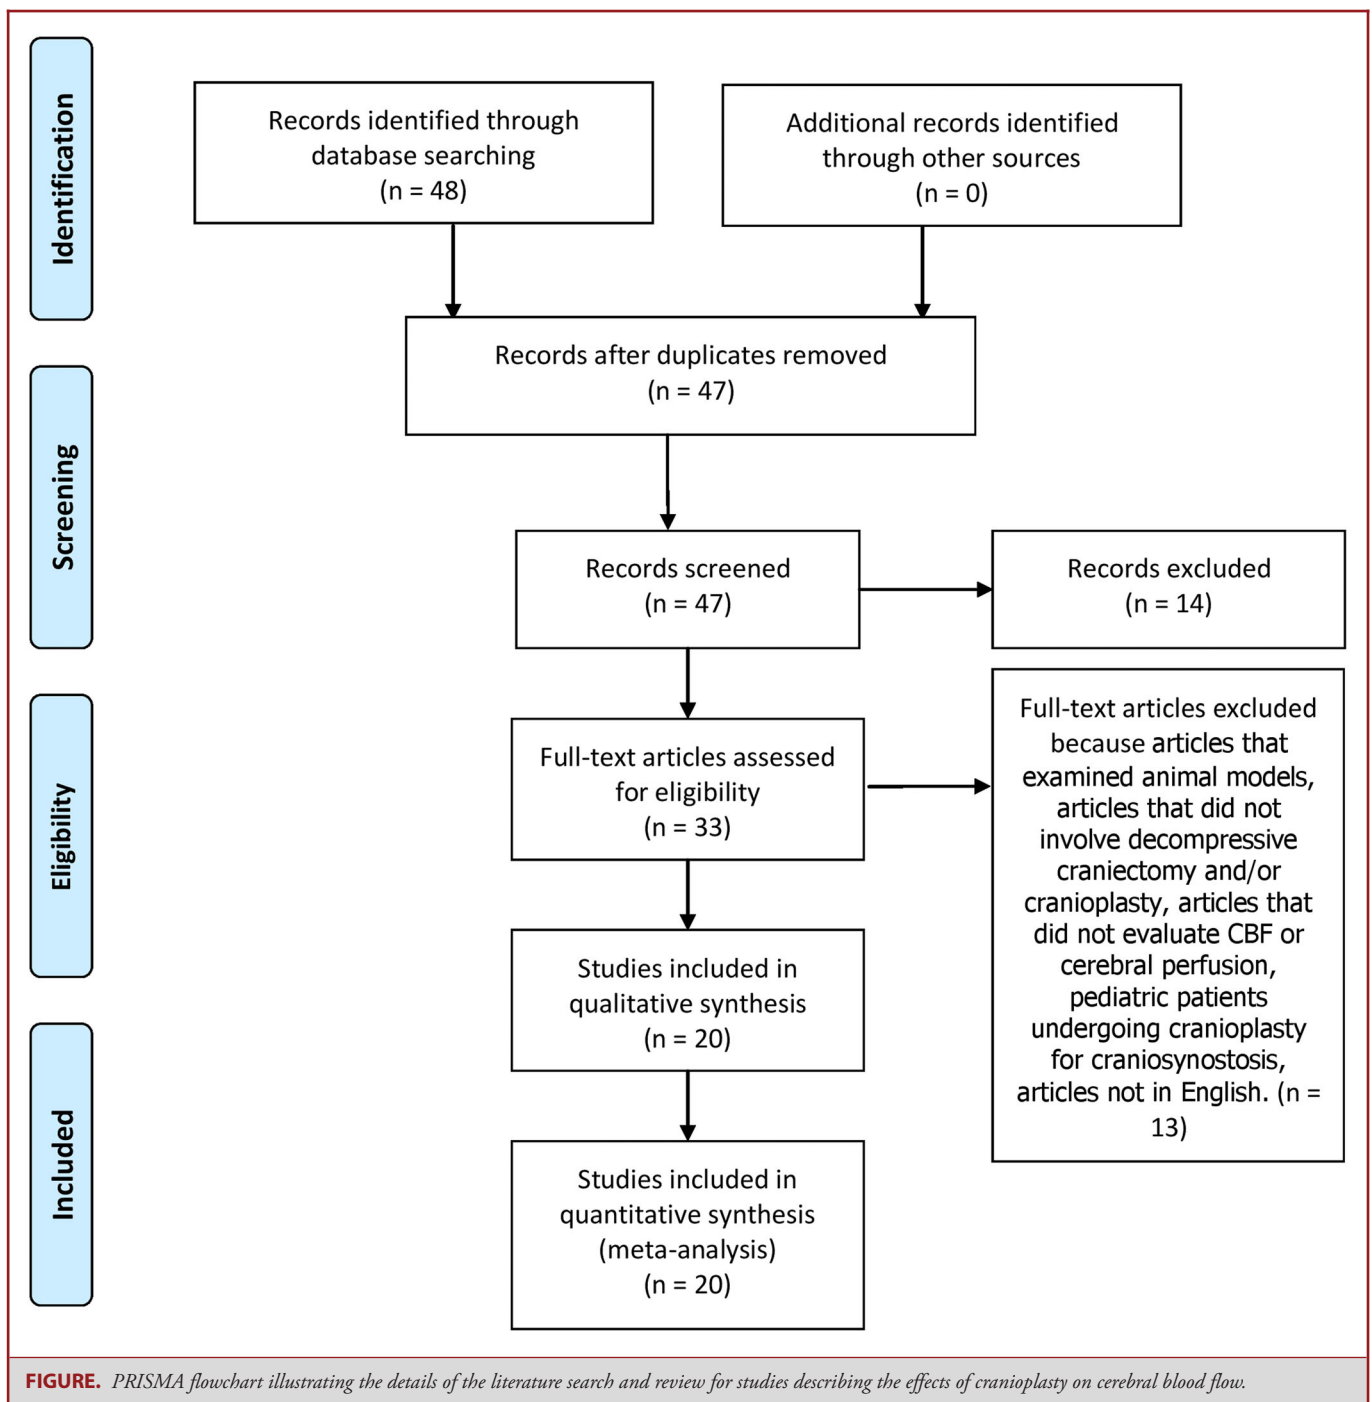 Identification
Records identified through
database searching
(n = 48)
Additional records identified
through other sources
(n = 0)
Records after duplicates removed
(n = 47)
Screening
Records screened
(n = 47)
Records excluded
(n = 14)
Eligibility
Full-text articles assessed
for eligibility
(n = 33)
Full-text articles excluded
because articles that
examined animal models,
articles that did not
involve decompressive
craniectomy and/or
cranioplasty, articles that
did not evaluate CBF or
cerebral perfusion,
pediatric patients
undergoing cranioplasty
for craniosynostosis,
articles not in English. (n =
13)
Studies included in
qualitative synthesis
(n = 20)
Included
Studies included in
quantitative synthesis
(meta-analysis)
(n = 20)
FIGURE. PRISMA flowchart illustrating the details of the literature search and review for studies describing the effects of cranioplasty on cerebral blood flow.